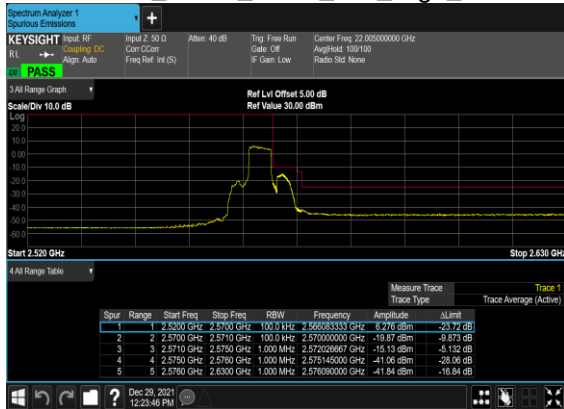 Spectrum Analyzer 1
Spurious Emissions
KEYSIGHT Input: RF Input Z: 50 Ω Atten: 40 dB Trig: Free Run Center Freq: 22.005000000 GHz
RL Coupling: DC Corr CCorr Gate: Off Avg|Hold: 100/100
Align: Auto Freq Ref: Int (S) IF Gain: Low Radio Std: None
PASS
3 All Range Graph Ref Lvl Offset 5.00 dB
Scale/Div 10.0 dB Ref Value 30.00 dBm
Log
20.0
10.0
0.00
-10.0
-20.0
-30.0
-40.0
-50.0
-60.0
Start 2.520 GHz Stop 2.630 GHz
4 All Range Table
Measure Trace Trace 1
Trace Type Trace Average (Active)
Spur Range Start Freq Stop Freq RBW Frequency Amplitude ΔLimit
1 1 2.5200 GHz 2.5700 GHz 100.0 kHz 2.566083333 GHz 6.276 dBm -23.72 dB
2 2 2.5700 GHz 2.5710 GHz 100.0 kHz 2.570000000 GHz -19.87 dBm -9.873 dB
3 3 2.5710 GHz 2.5750 GHz 1.000 MHz 2.572026667 GHz -15.13 dBm -5.132 dB
4 4 2.5750 GHz 2.5760 GHz 1.000 MHz 2.575145000 GHz -41.06 dBm -28.06 dB
5 5 2.5760 GHz 2.6300 GHz 1.000 MHz 2.576090000 GHz -41.84 dBm -16.84 dB
Dec 29, 2021
12:23:46 PM